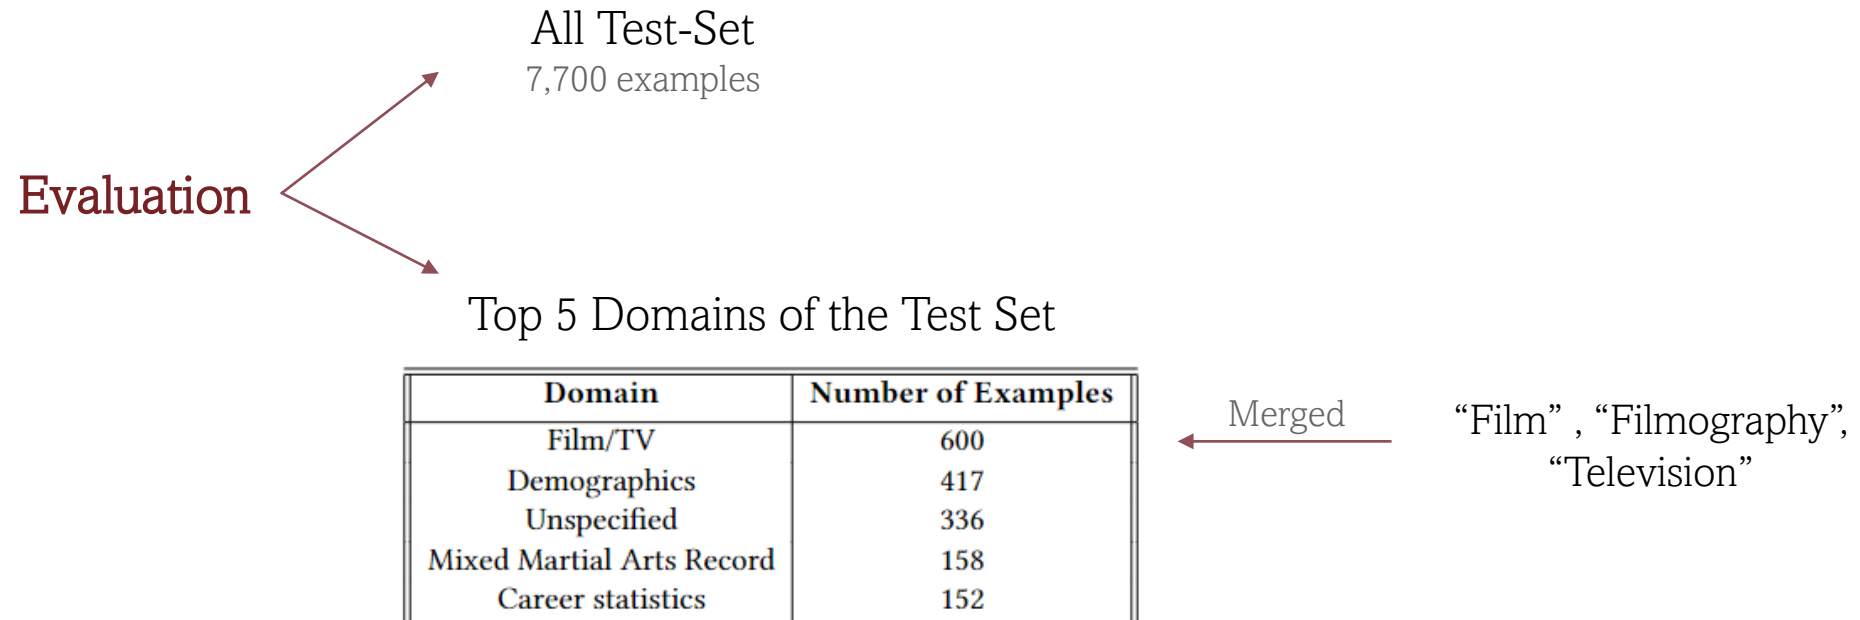 All Test-Set
7,700 examples
Evaluation
Top 5 Domains of the Test Set
Domain Number of Examples
Film/TV 600
Demographics 417
Unspecified 336
Mixed Martial Arts Record 158
Career statistics 152
Merged
“Film” , “Filmography”,
“Television”